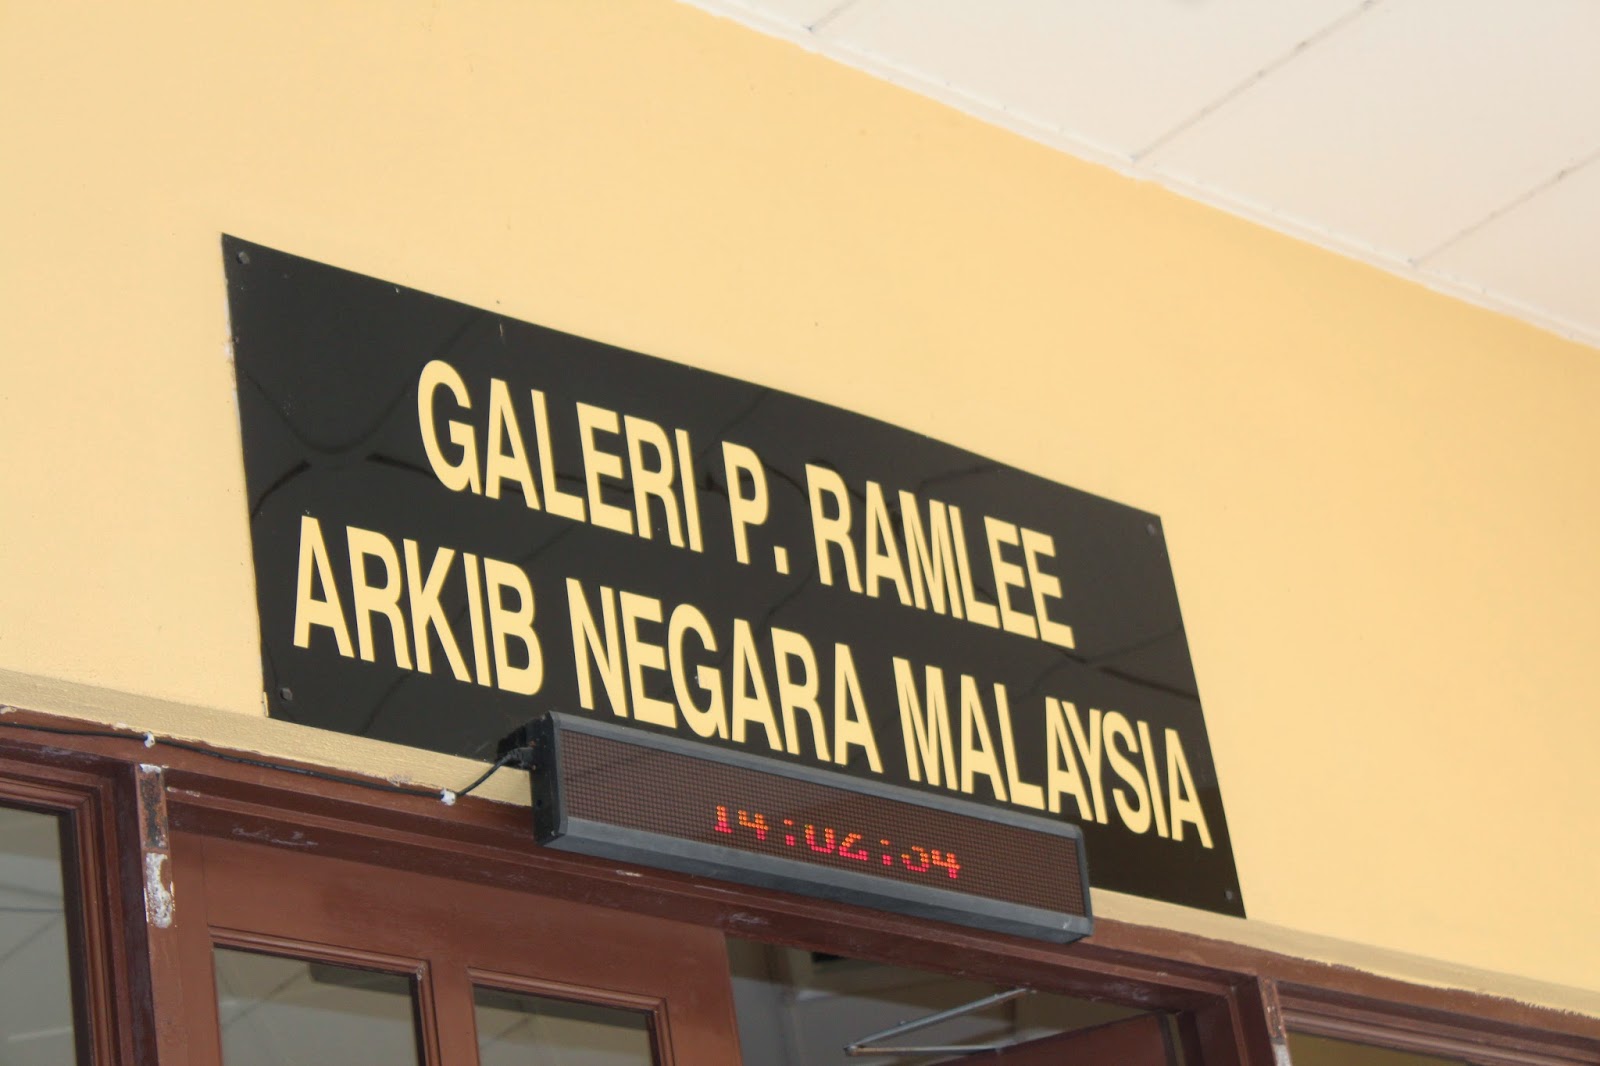 GALERI P. RAMLEE
ARKIB NEGARA MALAYSIA
14:02:34